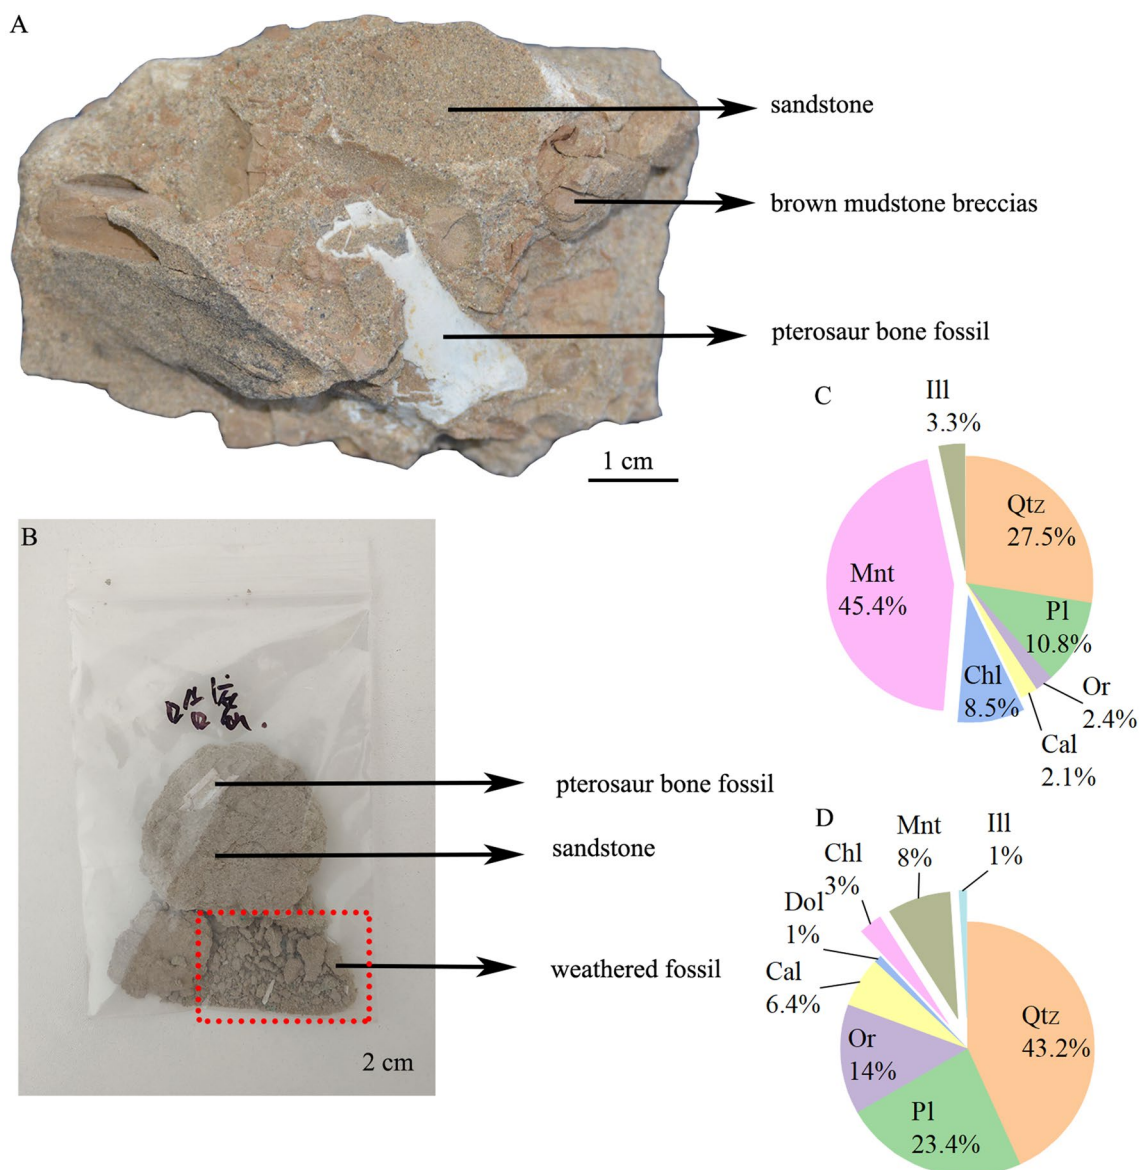 A
sandstone
brown mudstone breccias
pterosaur bone fossil
1 cm
B
哈密
pterosaur bone fossil
sandstone
weathered fossil
2 cm
C
Ill
3.3%
Qtz
27.5%
Mnt
45.4%
Pl
10.8%
Chl
8.5%
Or
2.4%
Cal
2.1%
D
Mnt
8%
Ill
1%
Chl
3%
Dol
1%
Cal
6.4%
Qtz
43.2%
Or
14%
Pl
23.4%